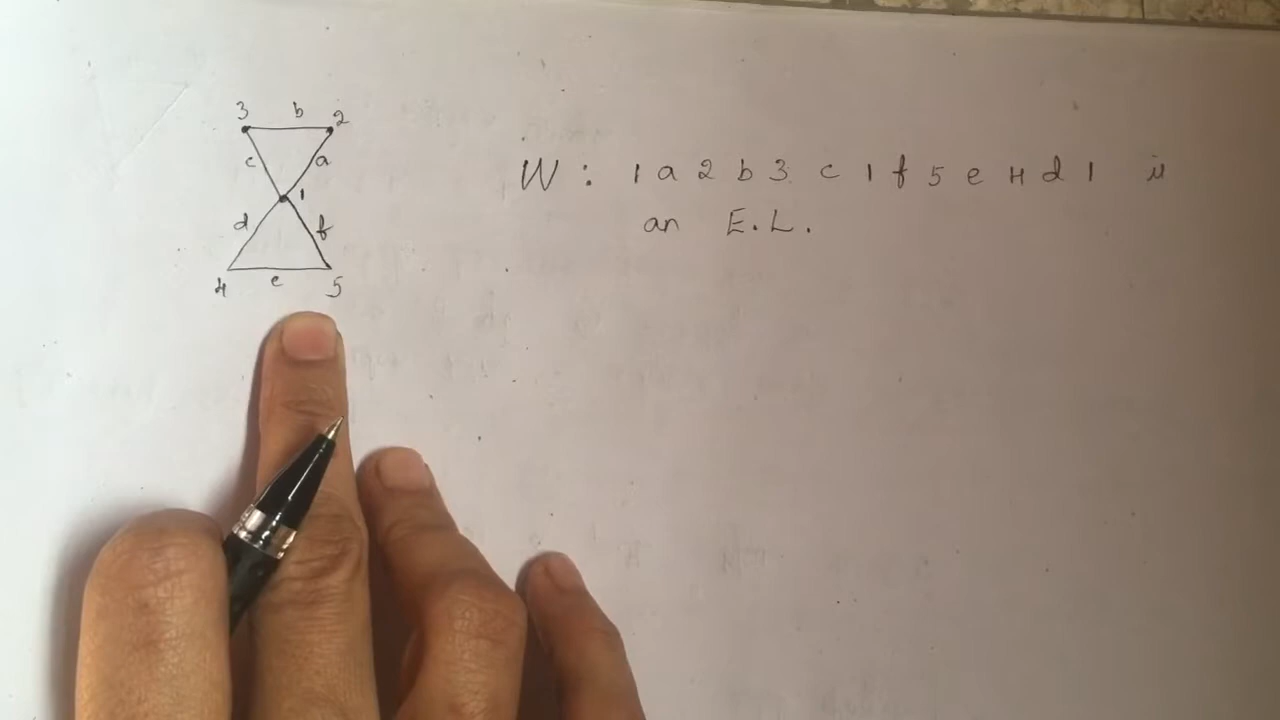 3 b 2
c a
1
d f
4 e 5
W : 1 a 2 b 3 c 1 f 5 e 4 d 1 is
an E.L.